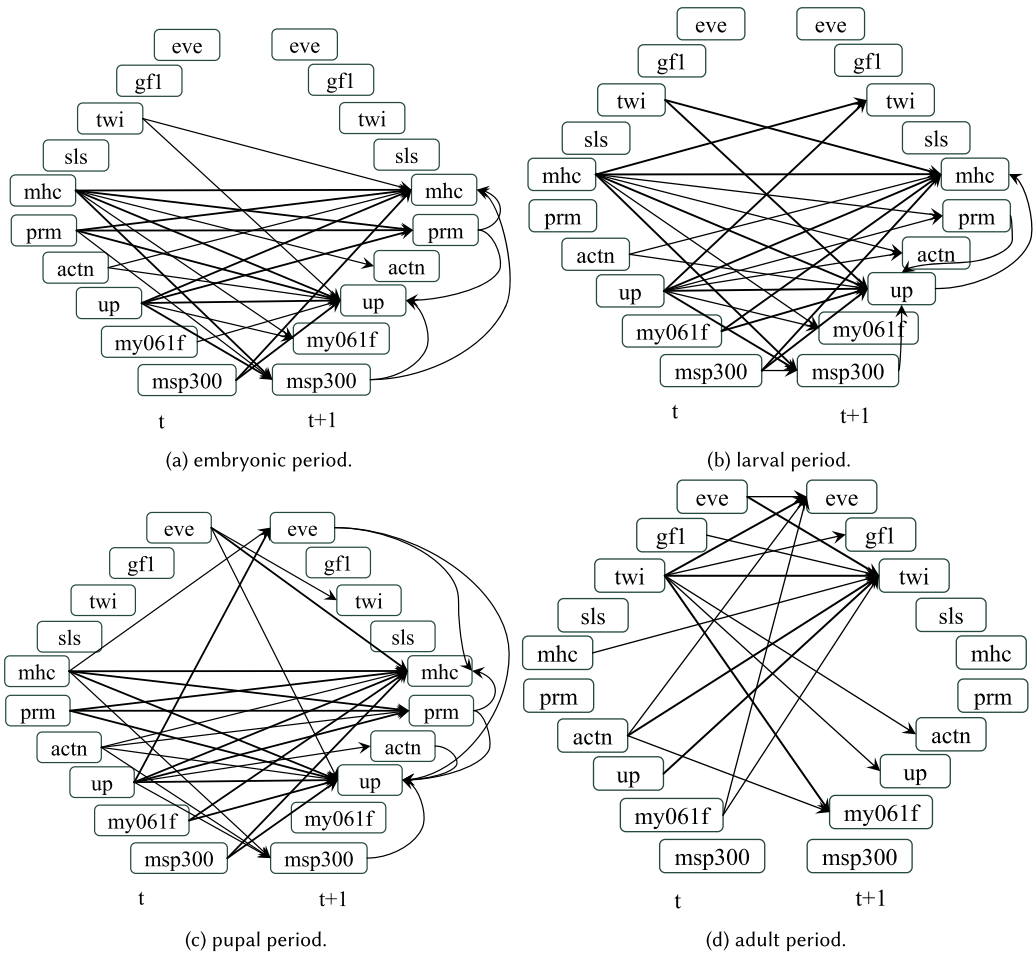 eve eve
gf1 gf1
twi twi
sls sls
mhc mhc
prm prm
actn actn
up up
my061f my061f
msp300 msp300
t t+1
(a) embryonic period.
eve eve
gf1 gf1
twi twi
sls sls
mhc mhc
prm prm
actn actn
up up
my061f my061f
msp300 msp300
t t+1
(b) larval period.
eve eve
gf1 gf1
twi twi
sls sls
mhc mhc
prm prm
actn actn
up up
my061f my061f
msp300 msp300
t t+1
(c) pupal period.
eve eve
gf1 gf1
twi twi
sls sls
mhc mhc
prm prm
actn actn
up up
my061f my061f
msp300 msp300
t t+1
(d) adult period.